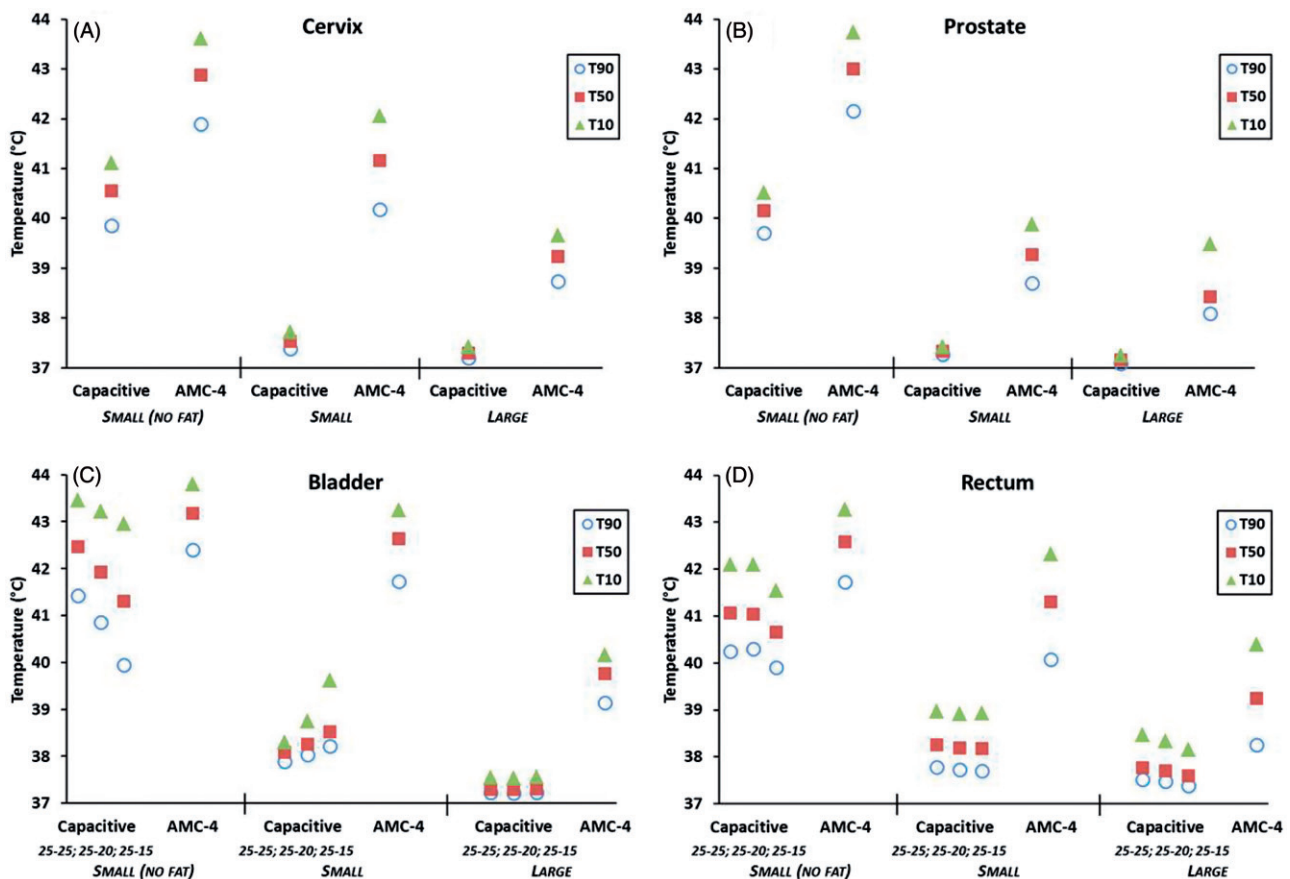 (A)
Cervix
44
43
42
41
40
39
38
37
Temperature (°C)
T90
T50
T10
Capacitive AMC-4 Capacitive AMC-4 Capacitive AMC-4
SMALL (NO FAT) SMALL LARGE
(B)
Prostate
44
43
42
41
40
39
38
37
Temperature (°C)
T90
T50
T10
Capacitive AMC-4 Capacitive AMC-4 Capacitive AMC-4
SMALL (NO FAT) SMALL LARGE
(C)
Bladder
44
43
42
41
40
39
38
37
Temperature (°C)
T90
T50
T10
Capacitive AMC-4 Capacitive AMC-4 Capacitive AMC-4
25-25; 25-20; 25-15 25-25; 25-20; 25-15 25-25; 25-20; 25-15
SMALL (NO FAT) SMALL LARGE
(D)
Rectum
44
43
42
41
40
39
38
37
Temperature (°C)
T90
T50
T10
Capacitive AMC-4 Capacitive AMC-4 Capacitive AMC-4
25-25; 25-20; 25-15 25-25; 25-20; 25-15 25-25; 25-20; 25-15
SMALL (NO FAT) SMALL LARGE